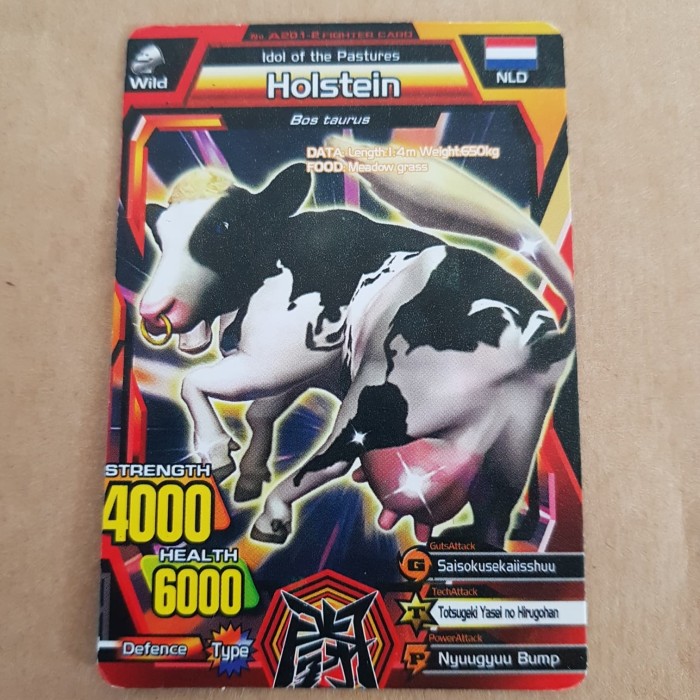 No. A201-2 FIGHTER CARD
Idol of the Pastures
Wild
Holstein
NLD
Bos taurus
DATA: Length:1.4m Weight:650kg
FOOD: Meadow grass
STRENGTH
4000
HEALTH
6000
Defence Type
闘
GutsAttack
G Saisokusekaiisshuu
TechAttack
T Totsugeki Yasei no Hirugohan
PowerAttack
P Nyuugyuu Bump